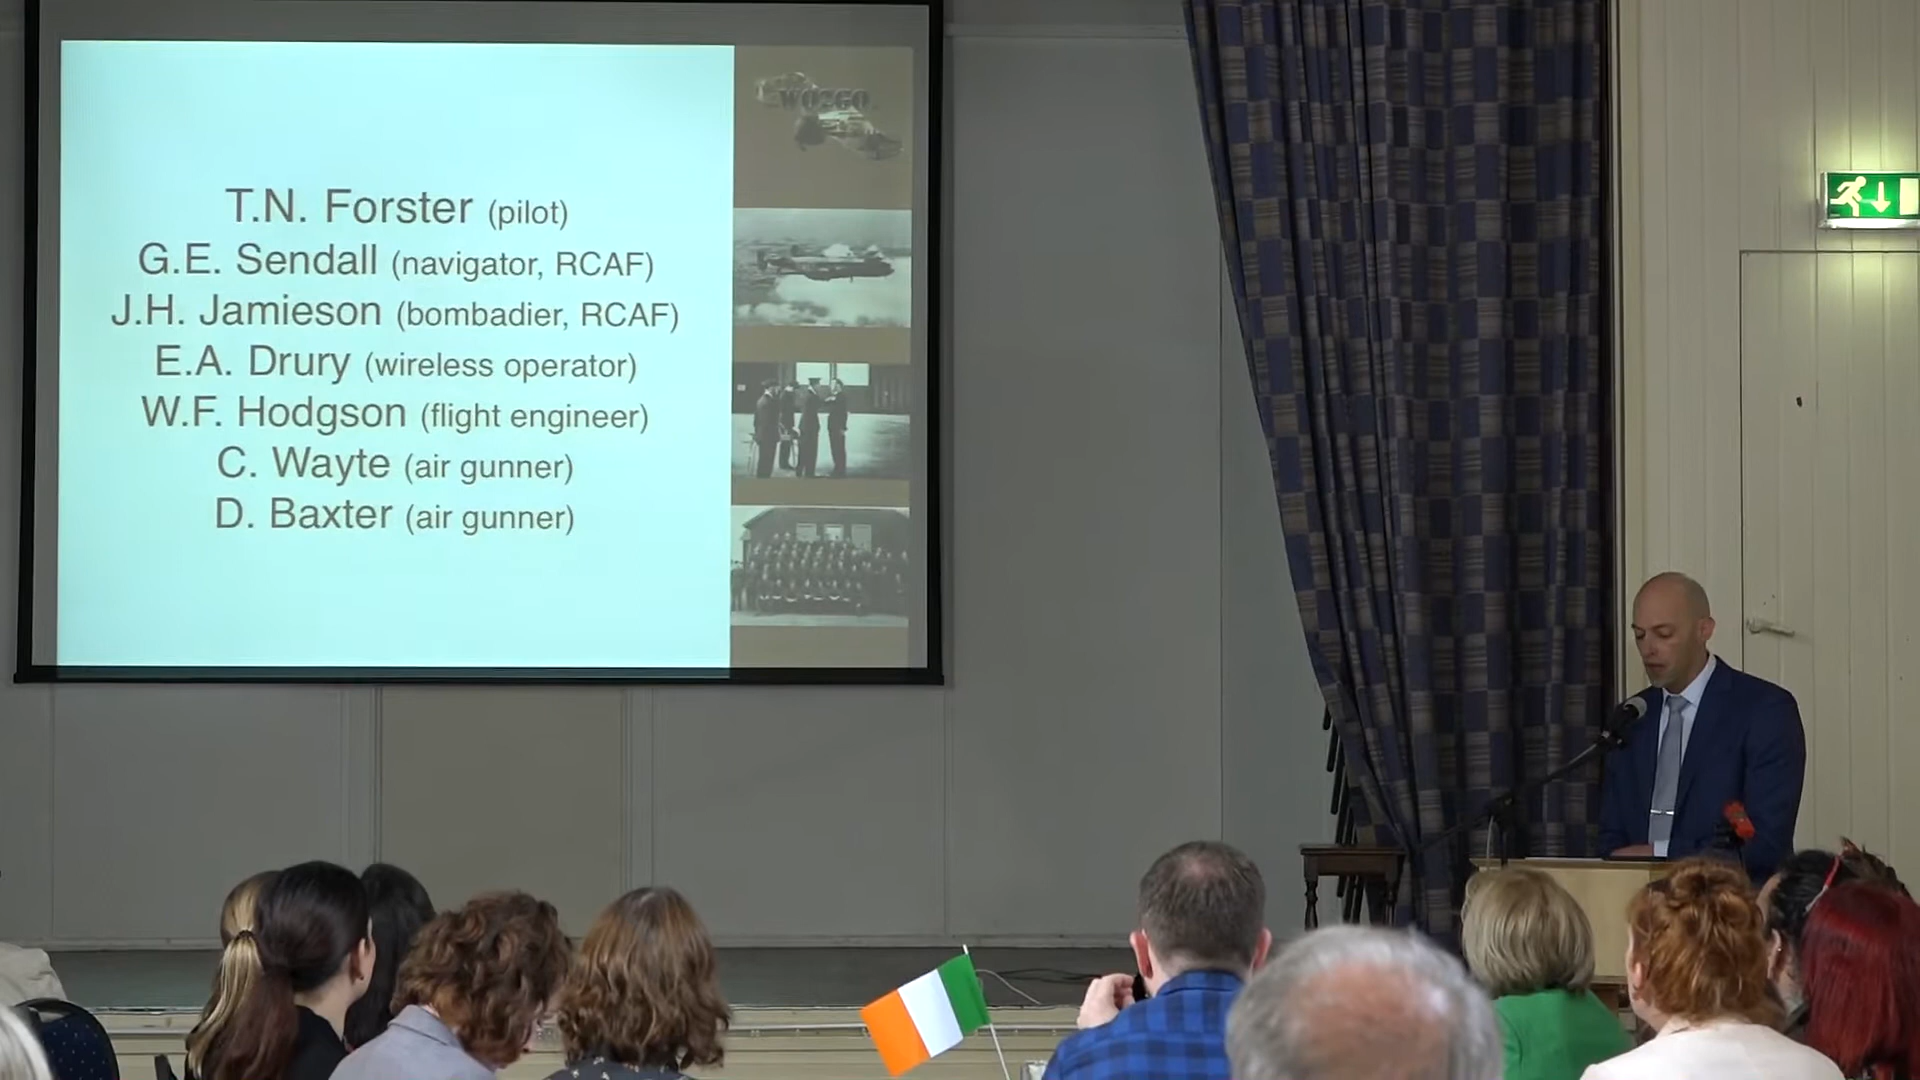 T.N. Forster (pilot)
G.E. Sendall (navigator, RCAF)
J.H. Jamieson (bombadier, RCAF)
E.A. Drury (wireless operator)
W.F. Hodgson (flight engineer)
C. Wayte (air gunner)
D. Baxter (air gunner)